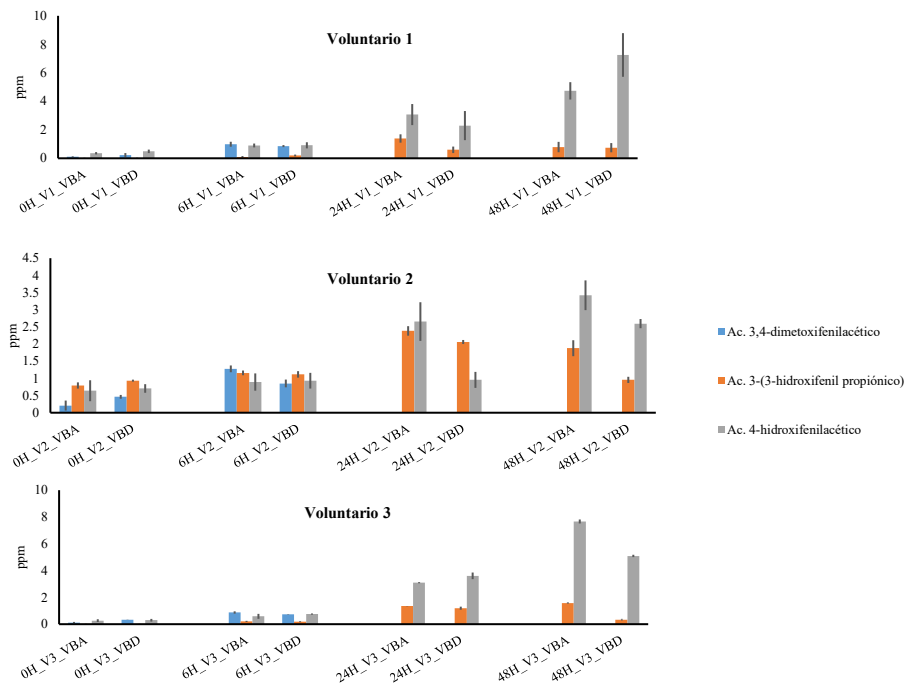 Voluntario 1
ppm
10
8
6
4
2
0
0H_V1_VBA
0H_V1_VBD
6H_V1_VBA
6H_V1_VBD
24H_V1_VBA
24H_V1_VBD
48H_V1_VBA
48H_V1_VBD
Voluntario 2
ppm
4.5
4
3.5
3
2.5
2
1.5
1
0.5
0
0H_V2_VBA
0H_V2_VBD
6H_V2_VBA
6H_V2_VBD
24H_V2_VBA
24H_V2_VBD
48H_V2_VBA
48H_V2_VBD
Ac. 3,4-dimetoxifenilacético
Ac. 3-(3-hidroxifenil propiónico)
Ac. 4-hidroxifenilacético
Voluntario 3
ppm
10
8
6
4
2
0
0H_V3_VBA
0H_V3_VBD
6H_V3_VBA
6H_V3_VBD
24H_V3_VBA
24H_V3_VBD
48H_V3_VBA
48H_V3_VBD